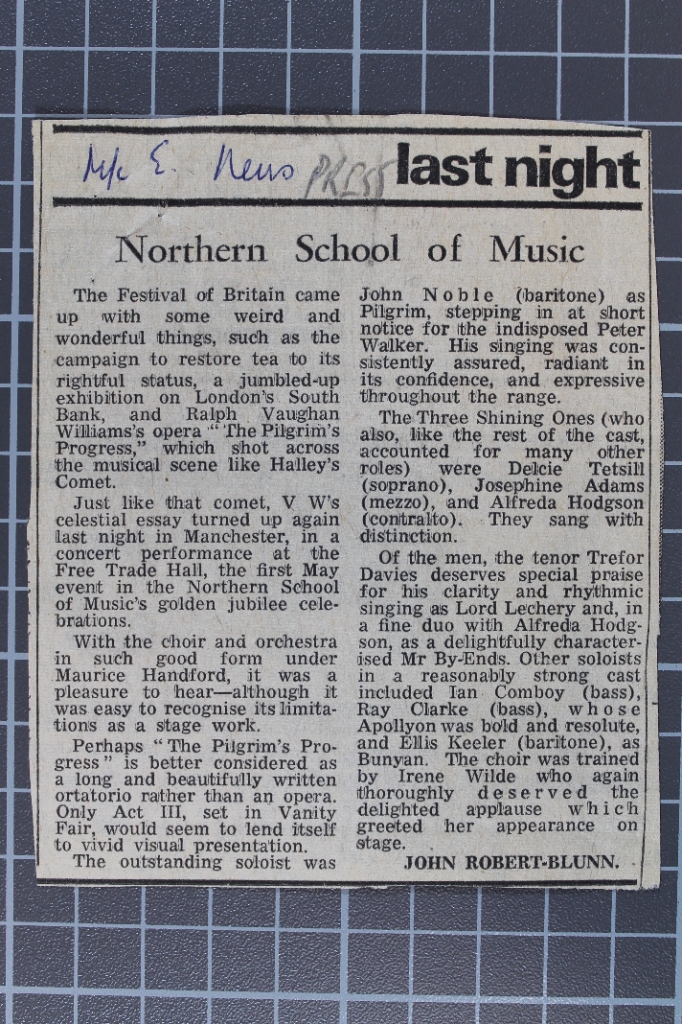 M/c E. News PRESS last night
Northern School of Music
The Festival of Britain came
up with some weird and
wonderful things, such as the
campaign to restore tea to its
rightful status, a jumbled-up
exhibition on London's South
Bank, and Ralph Vaughan
Williams's opera "The Pilgrim's
Progress," which shot across
the musical scene like Halley's
Comet.
Just like that comet, V W's
celestial essay turned up again
last night in Manchester, in a
concert performance at the
Free Trade Hall, the first May
event in the Northern School
of Music's golden jubilee cele-
brations.
With the choir and orchestra
in such good form under
Maurice Handford, it was a
pleasure to hear—although it
was easy to recognise its limita-
tions as a stage work.
Perhaps "The Pilgrim's Pro-
gress" is better considered as
a long and beautifully written
ortatorio rather than an opera.
Only Act III, set in Vanity
Fair, would seem to lend itself
to vivid visual presentation.
The outstanding soloist was
John Noble (baritone) as
Pilgrim, stepping in at short
notice for the indisposed Peter
Walker. His singing was con-
sistently assured, radiant in
its confidence, and expressive
throughout the range.
The Three Shining Ones (who
also, like the rest of the cast,
accounted for many other
roles) were Delcie Tetsill
(soprano), Josephine Adams
(mezzo), and Alfreda Hodgson
(contralto). They sang with
distinction.
Of the men, the tenor Trefor
Davies deserves special praise
for his clarity and rhythmic
singing as Lord Lechery and, in
a fine duo with Alfreda Hodg-
son, as a delightfully character-
ised Mr By-Ends. Other soloists
in a reasonably strong cast
included Ian Comboy (bass),
Ray Clarke (bass), whose
Apollyon was bold and resolute,
and Ellis Keeler (baritone), as
Bunyan. The choir was trained
by Irene Wilde who again
thoroughly deserved the
delighted applause which
greeted her appearance on
stage.
JOHN ROBERT-BLUNN.